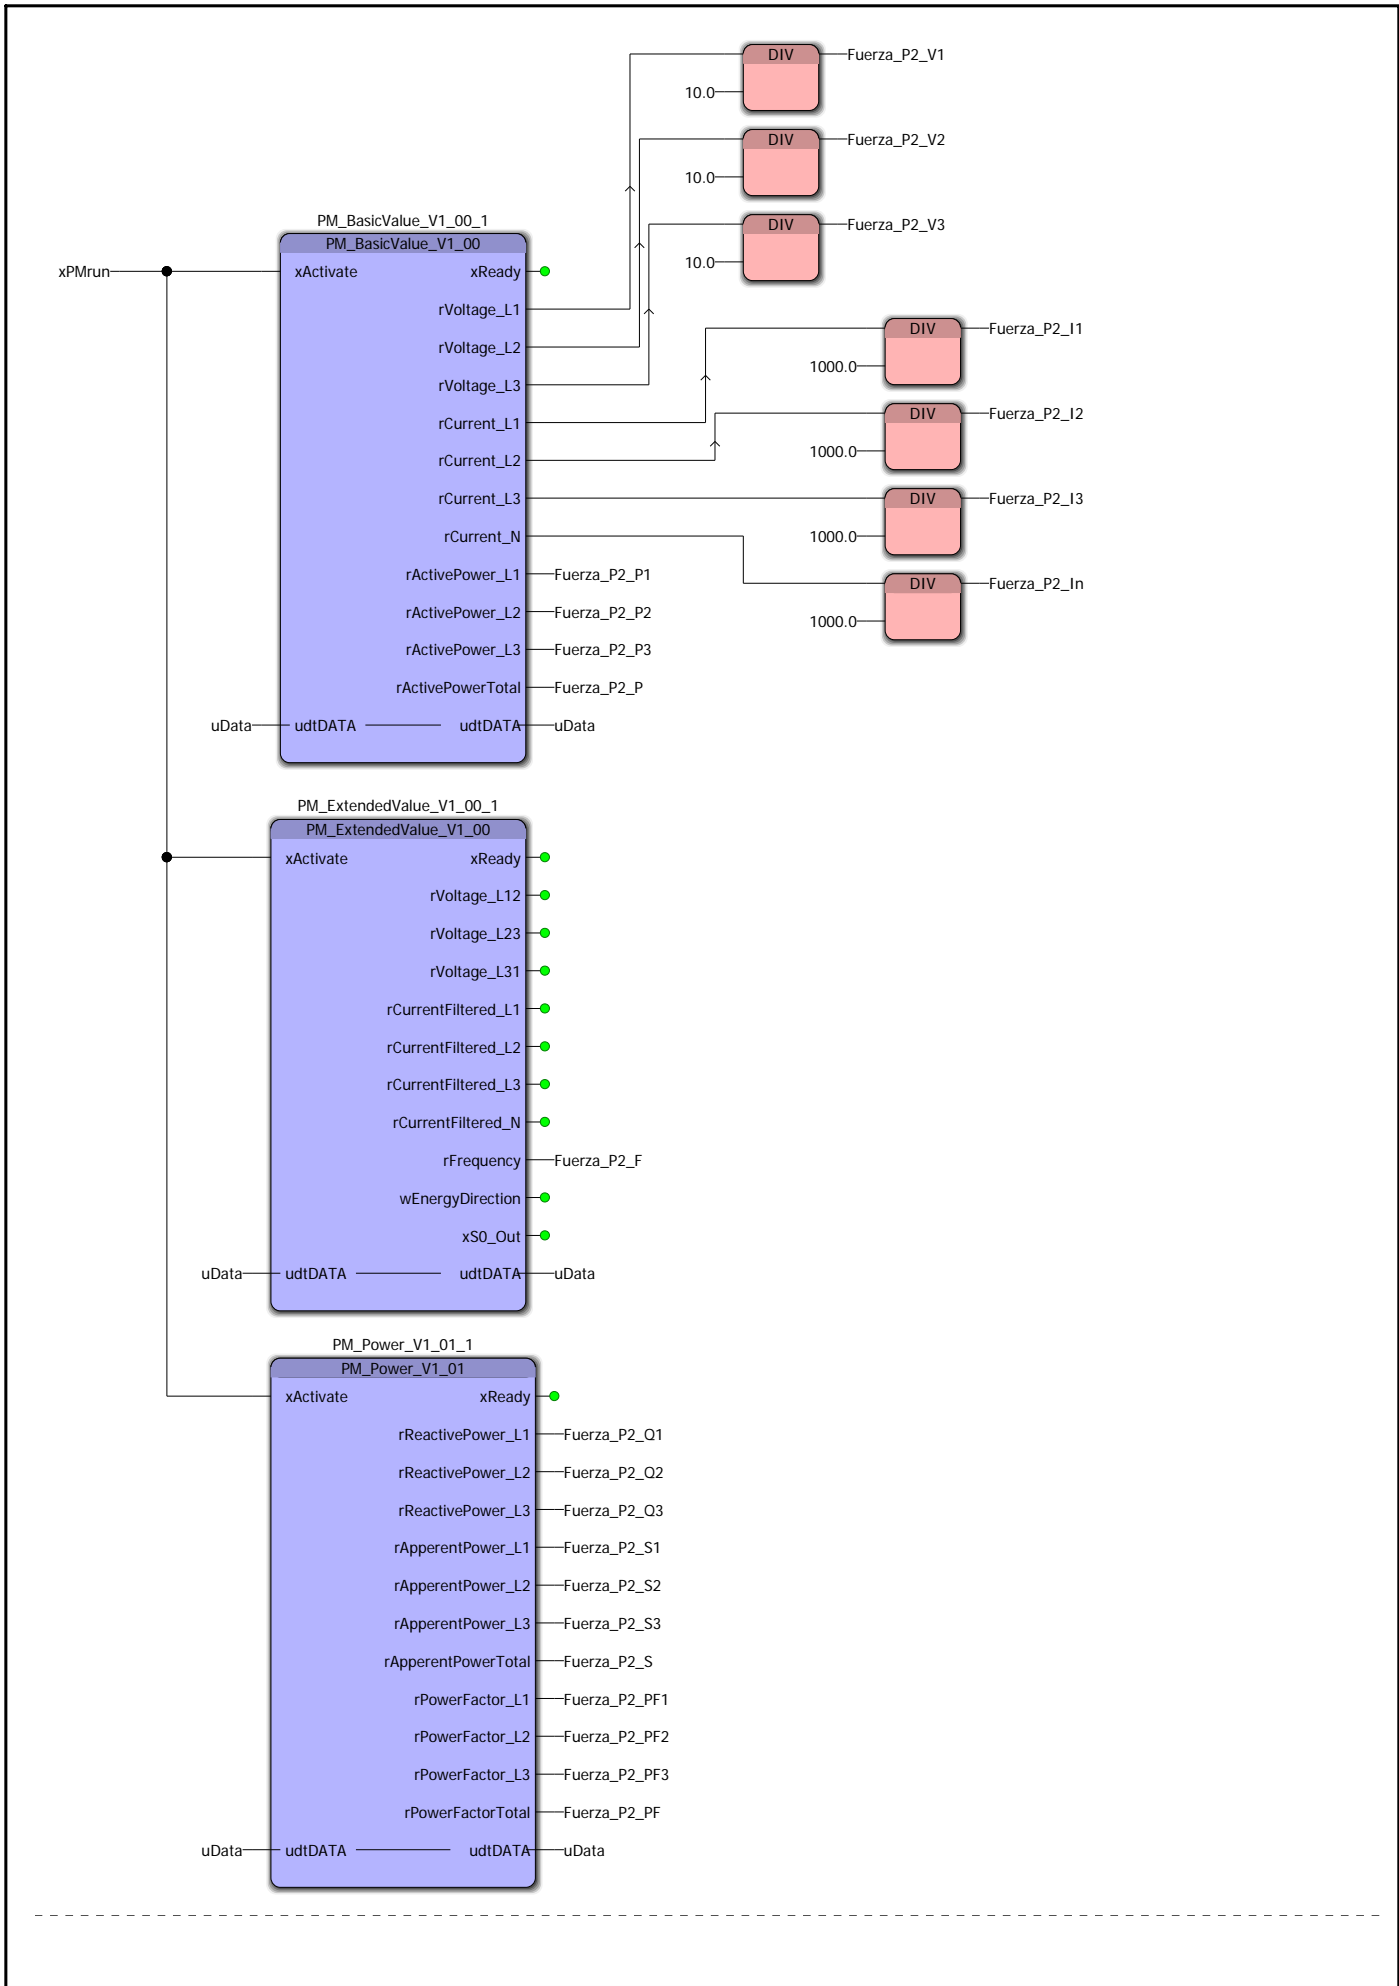 DIV Fuerza_P2_V1
10.0
DIV Fuerza_P2_V2
10.0
PM_BasicValue_V1_00_1
DIV Fuerza_P2_V3
PM_BasicValue_V1_00
10.0
xPMrun xActivate xReady
rVoltage_L1
DIV Fuerza_P2_I1
rVoltage_L2
1000.0
rVoltage_L3
DIV Fuerza_P2_I2
rCurrent_L1
1000.0
rCurrent_L2
rCurrent_L3 DIV Fuerza_P2_I3
rCurrent_N 1000.0
rActivePower_L1 Fuerza_P2_P1
DIV Fuerza_P2_In
rActivePower_L2 Fuerza_P2_P2
1000.0
rActivePower_L3 Fuerza_P2_P3
rActivePowerTotal Fuerza_P2_P
uData udtDATA udtDATA uData
PM_ExtendedValue_V1_00_1
PM_ExtendedValue_V1_00
xActivate xReady
rVoltage_L12
rVoltage_L23
rVoltage_L31
rCurrentFiltered_L1
rCurrentFiltered_L2
rCurrentFiltered_L3
rCurrentFiltered_N
rFrequency Fuerza_P2_F
wEnergyDirection
xS0_Out
uData udtDATA udtDATA uData
PM_Power_V1_01_1
PM_Power_V1_01
xActivate xReady
rReactivePower_L1 Fuerza_P2_Q1
rReactivePower_L2 Fuerza_P2_Q2
rReactivePower_L3 Fuerza_P2_Q3
rApperentPower_L1 Fuerza_P2_S1
rApperentPower_L2 Fuerza_P2_S2
rApperentPower_L3 Fuerza_P2_S3
rApperentPowerTotal Fuerza_P2_S
rPowerFactor_L1 Fuerza_P2_PF1
rPowerFactor_L2 Fuerza_P2_PF2
rPowerFactor_L3 Fuerza_P2_PF3
rPowerFactorTotal Fuerza_P2_PF
uData udtDATA udtDATA uData